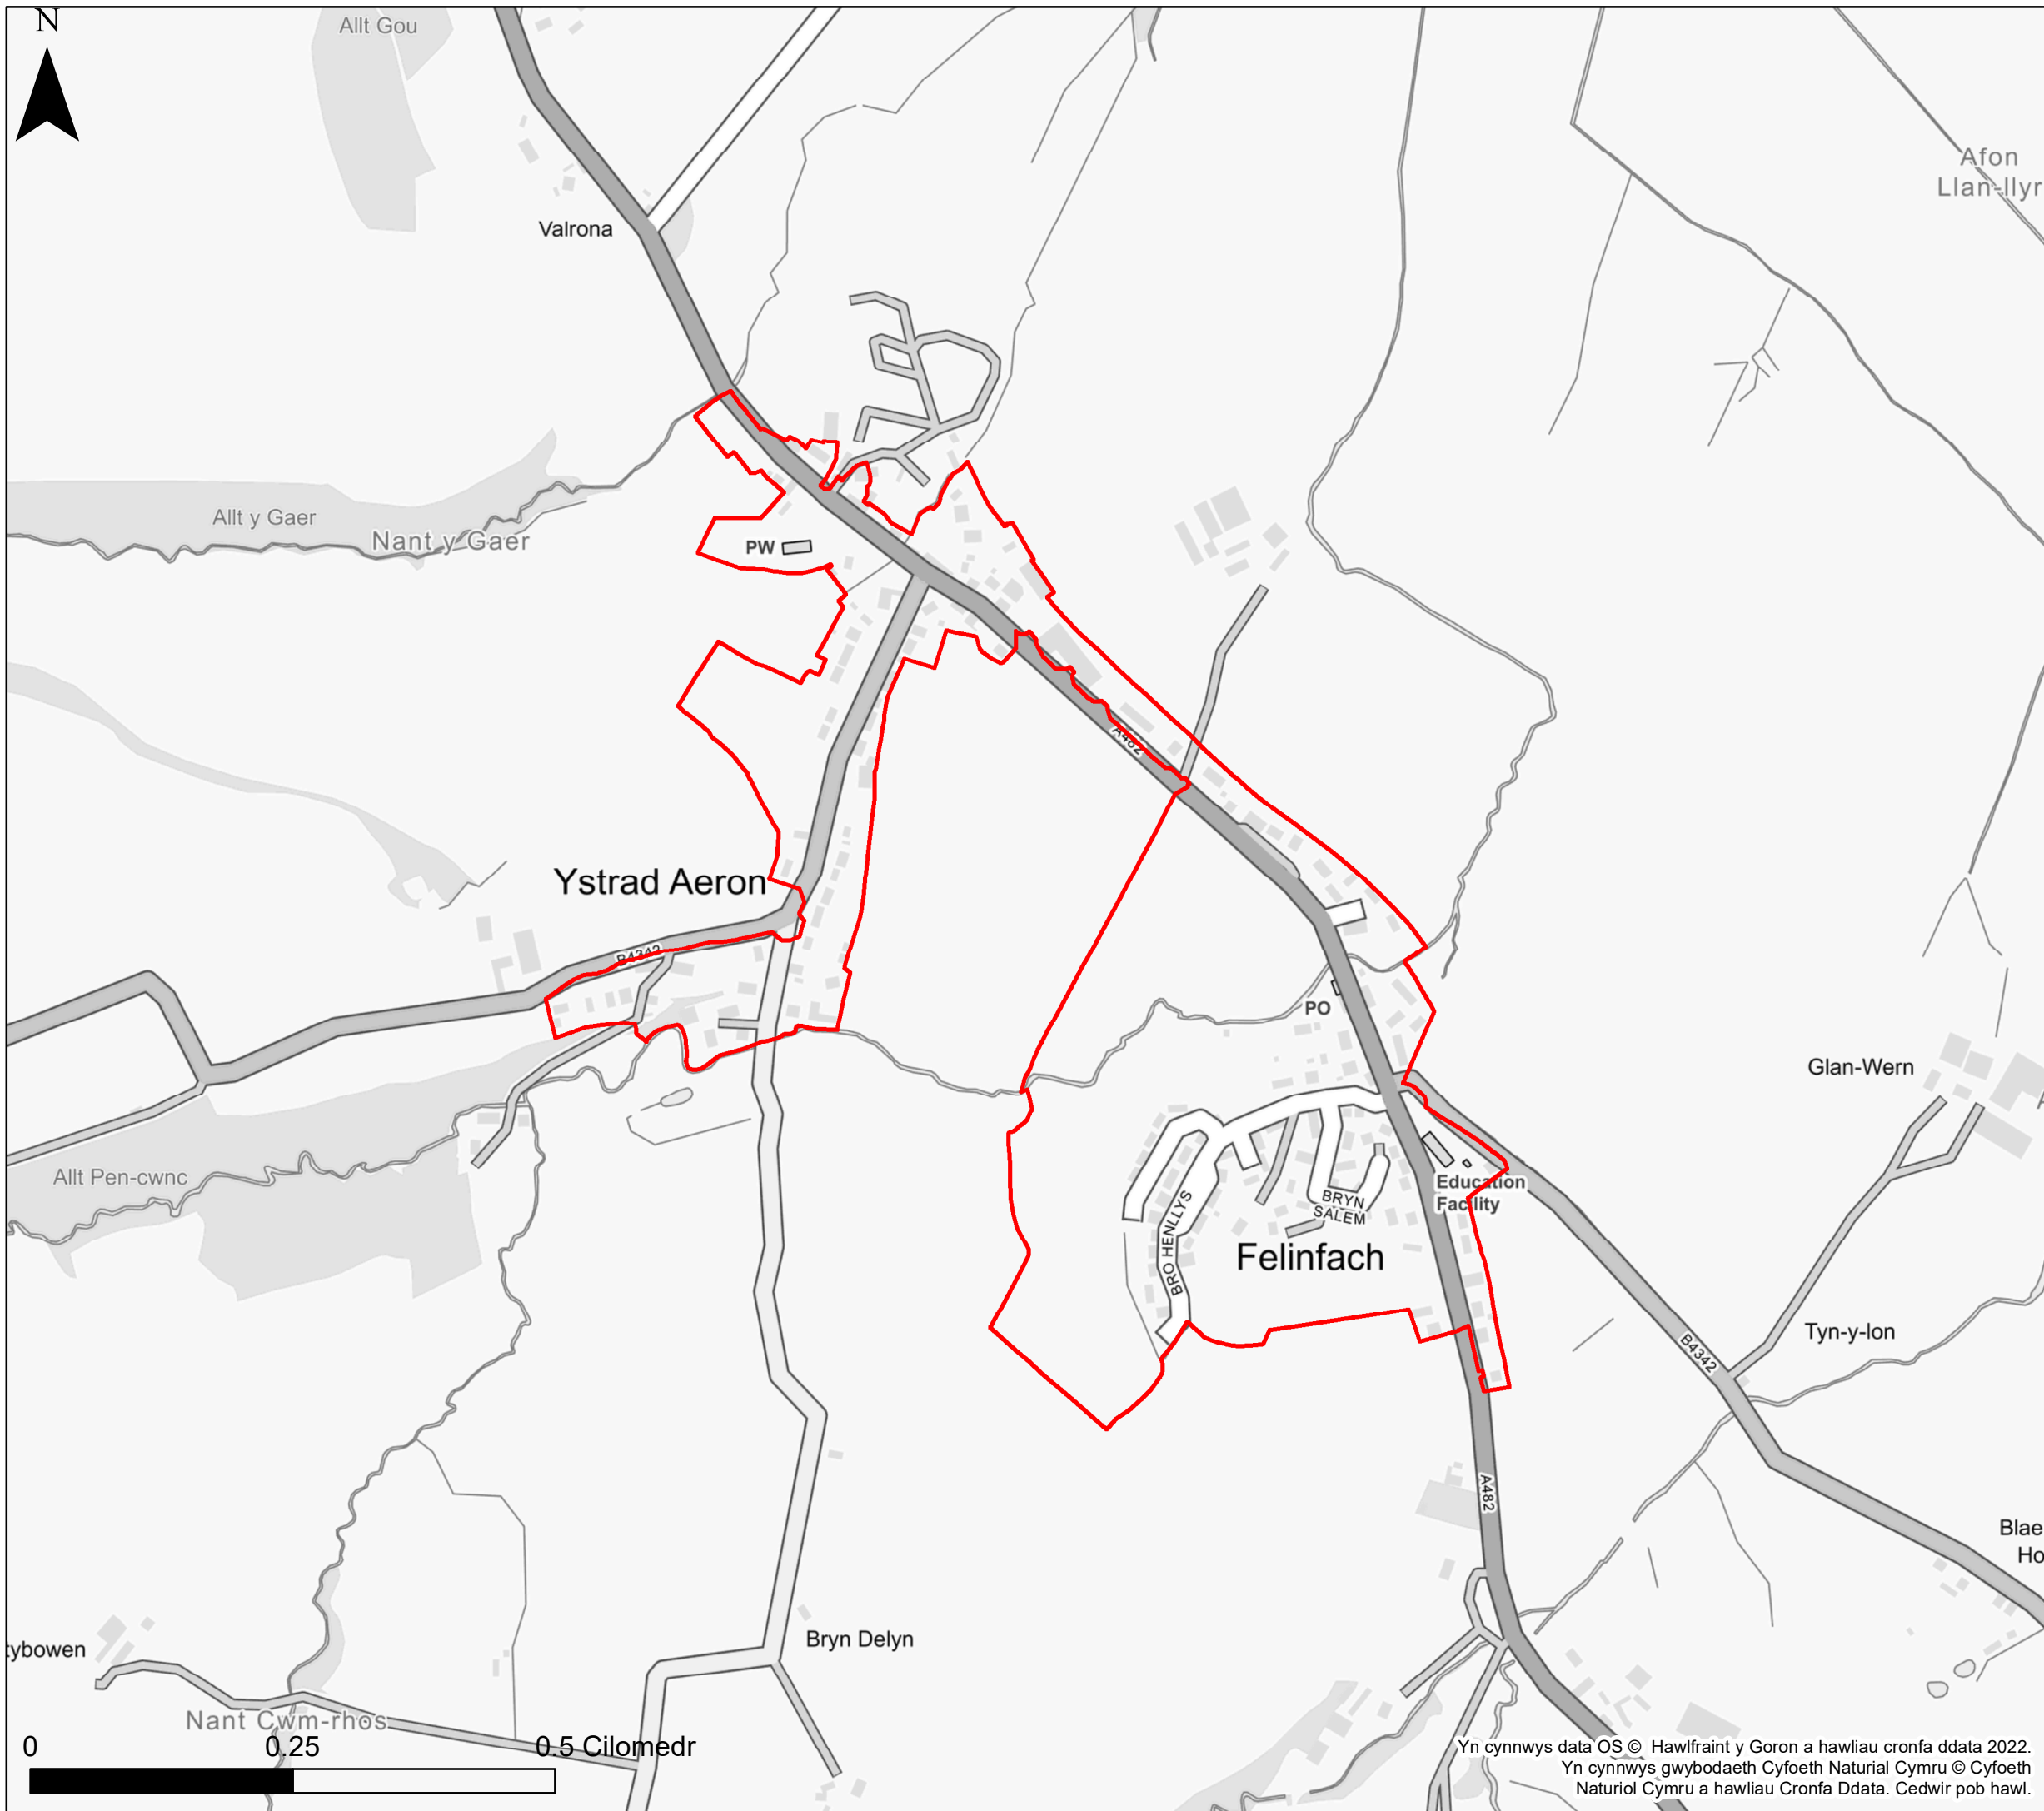 N
Allt Gou
Afon
Llan-llyr
Valrona
Allt y Gaer
Nant y Gaer
PW
A482
Ystrad Aeron
B4342
PO
Glan-Wern
Allt Pen-cwnc
Education
Facility
BRYN
SALEM
BRO HENLLYS
Felinfach
Tyn-y-lon
B4342
A482
Blae
Ho
Bryn Delyn
tybowen
Nant Cwm-rhos
0 0.25 0.5 Cilomedr
Yn cynnwys data OS © Hawlfraint y Goron a hawliau cronfa ddata 2022.
Yn cynnwys gwybodaeth Cyfoeth Naturial Cymru © Cyfoeth
Naturiol Cymru a hawliau Cronfa Ddata. Cedwir pob hawl.